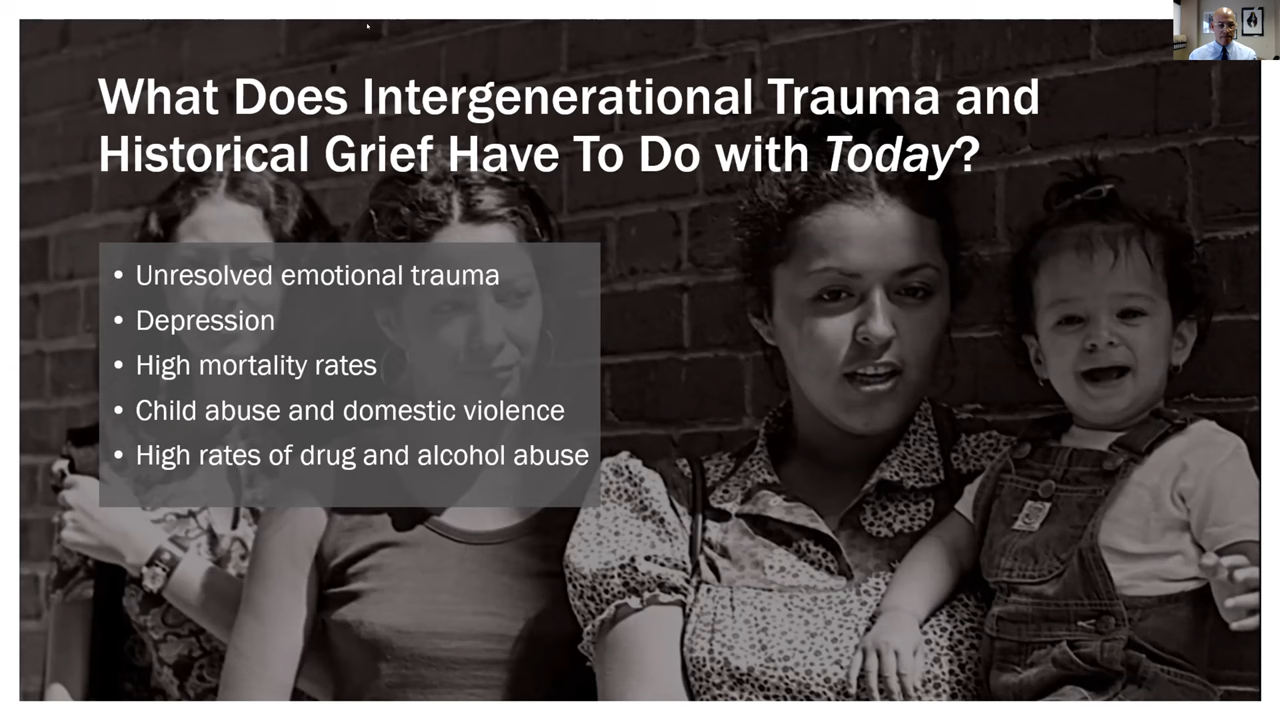 What Does Intergenerational Trauma and
Historical Grief Have To Do with Today?
• Unresolved emotional trauma
• Depression
• High mortality rates
• Child abuse and domestic violence
• High rates of drug and alcohol abuse